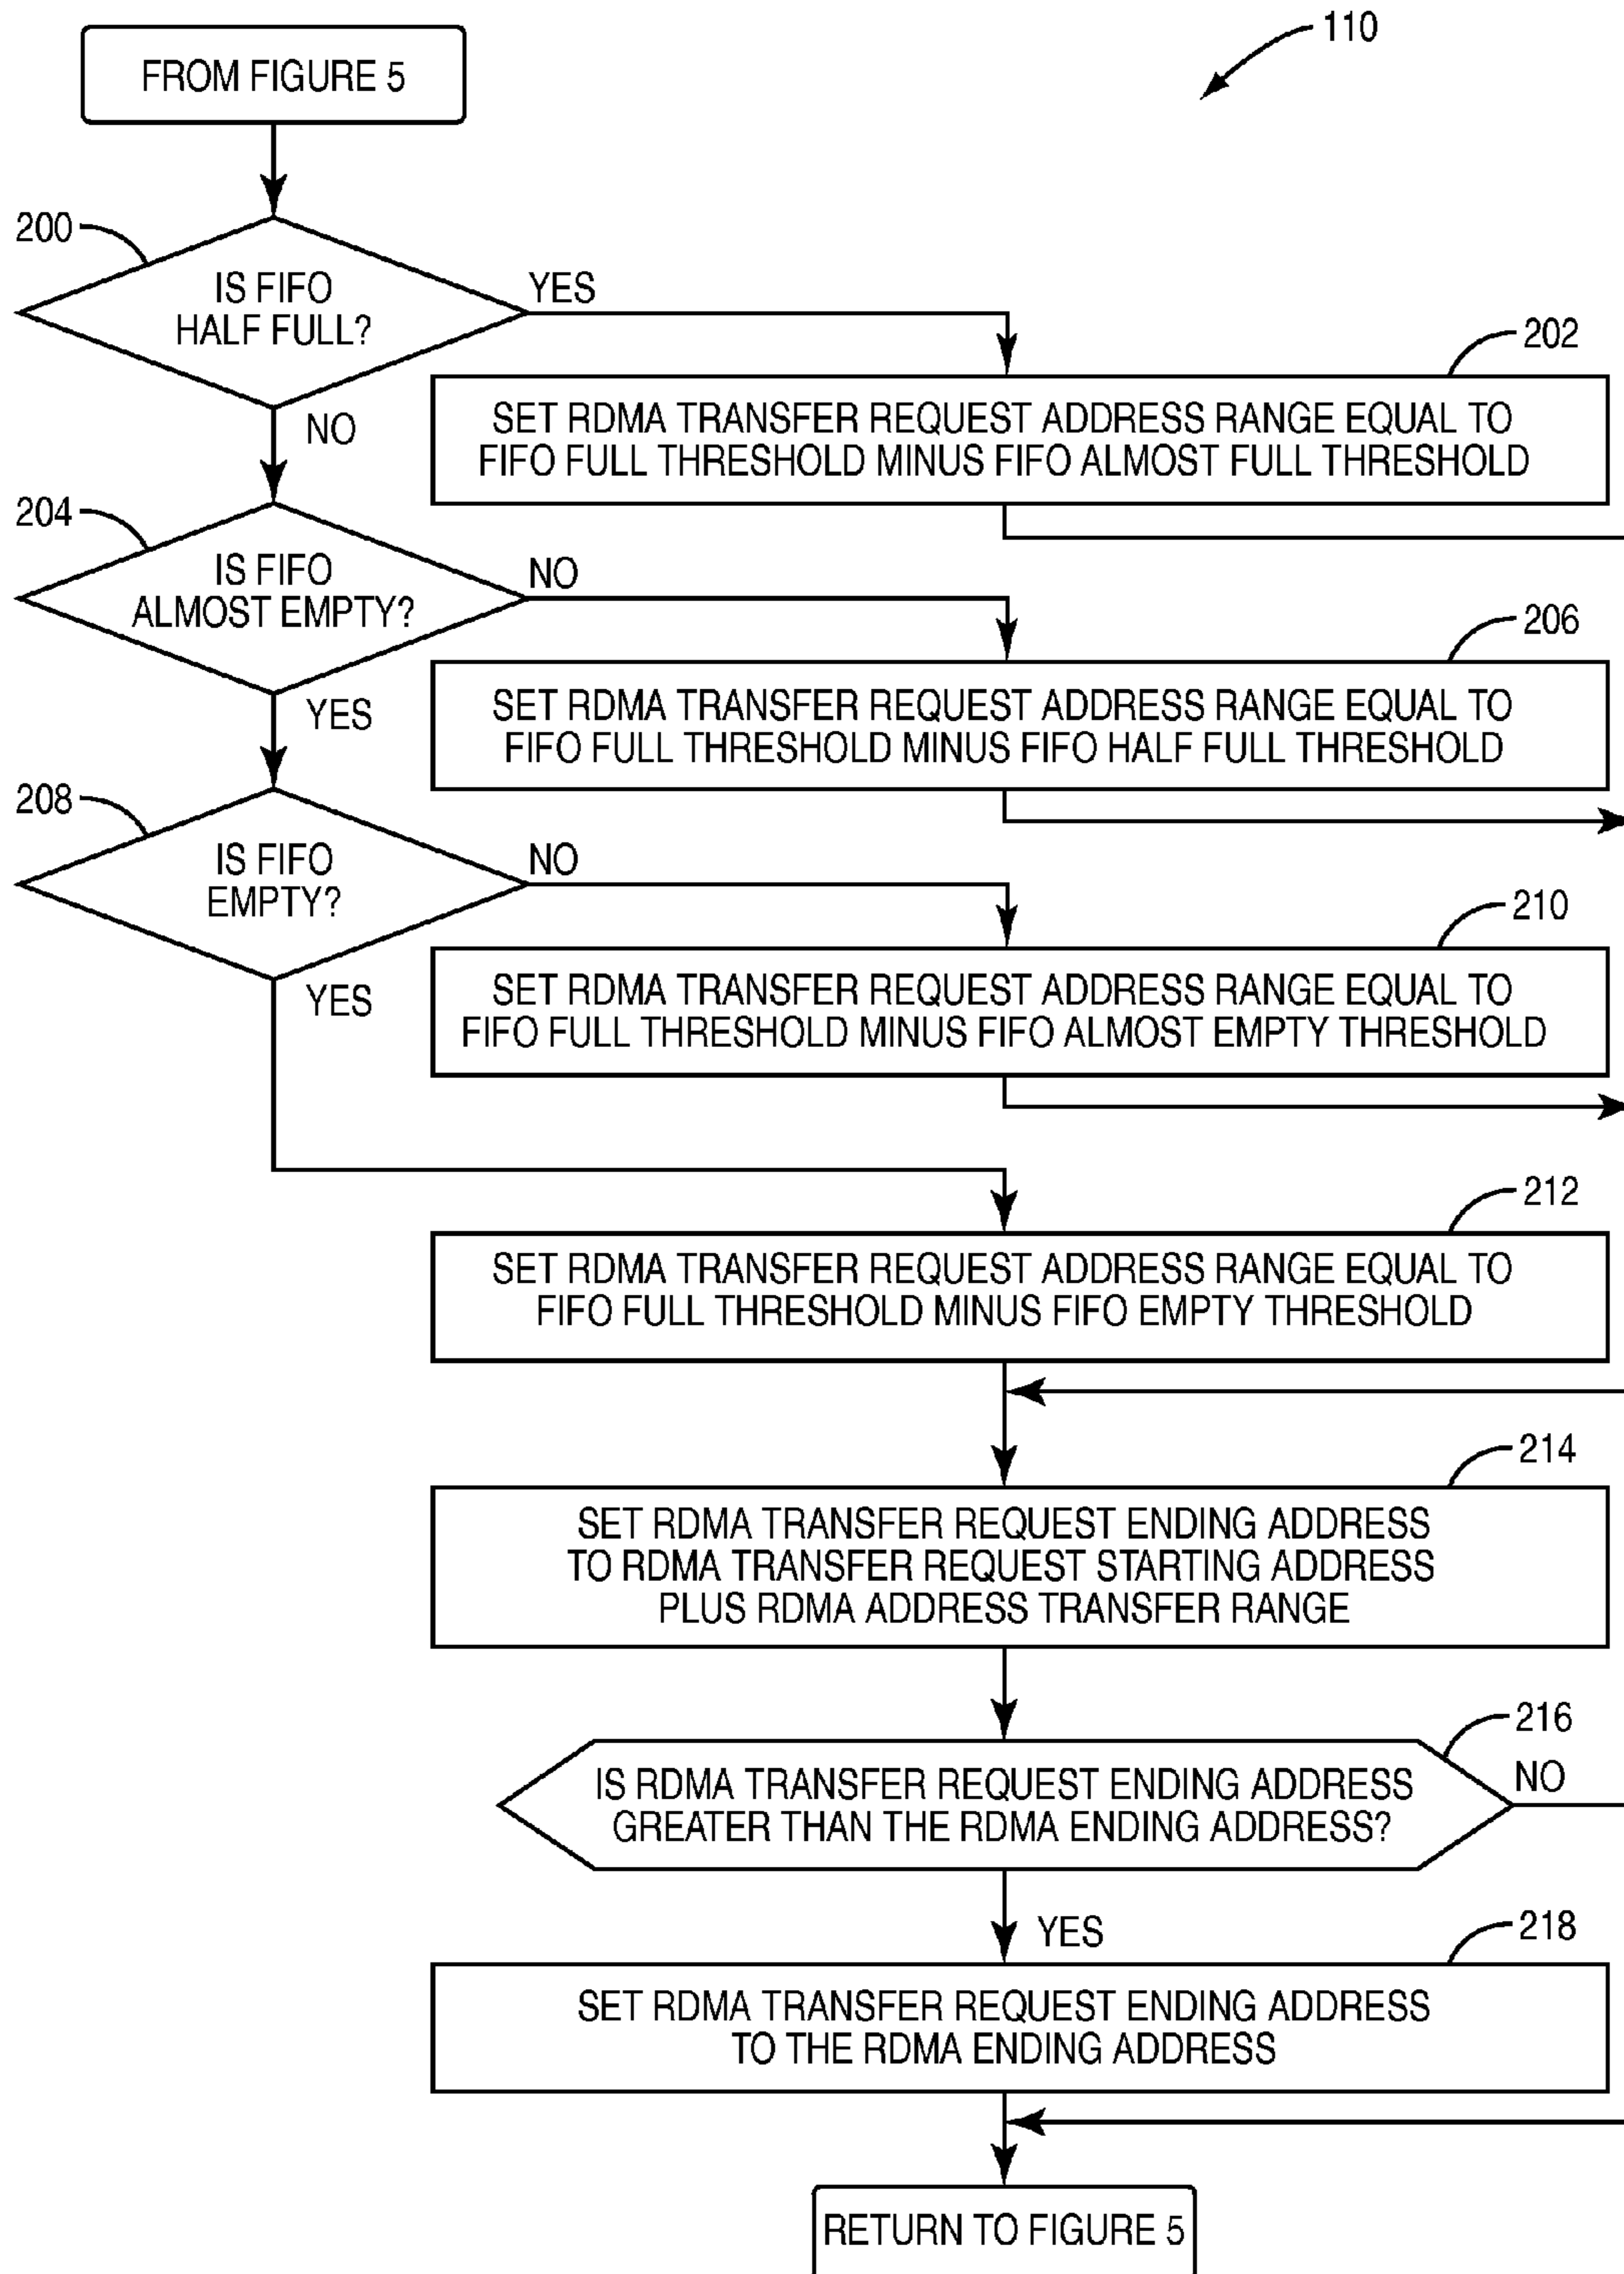 110
FROM FIGURE 5
200
IS FIFO
HALF FULL?
YES
NO
202
SET RDMA TRANSFER REQUEST ADDRESS RANGE EQUAL TO
FIFO FULL THRESHOLD MINUS FIFO ALMOST FULL THRESHOLD
204
IS FIFO
ALMOST EMPTY?
NO
YES
206
SET RDMA TRANSFER REQUEST ADDRESS RANGE EQUAL TO
FIFO FULL THRESHOLD MINUS FIFO HALF FULL THRESHOLD
208
IS FIFO
EMPTY?
NO
YES
210
SET RDMA TRANSFER REQUEST ADDRESS RANGE EQUAL TO
FIFO FULL THRESHOLD MINUS FIFO ALMOST EMPTY THRESHOLD
212
SET RDMA TRANSFER REQUEST ADDRESS RANGE EQUAL TO
FIFO FULL THRESHOLD MINUS FIFO EMPTY THRESHOLD
214
SET RDMA TRANSFER REQUEST ENDING ADDRESS
TO RDMA TRANSFER REQUEST STARTING ADDRESS
PLUS RDMA ADDRESS TRANSFER RANGE
216
IS RDMA TRANSFER REQUEST ENDING ADDRESS
GREATER THAN THE RDMA ENDING ADDRESS?
NO
YES
218
SET RDMA TRANSFER REQUEST ENDING ADDRESS
TO THE RDMA ENDING ADDRESS
RETURN TO FIGURE 5